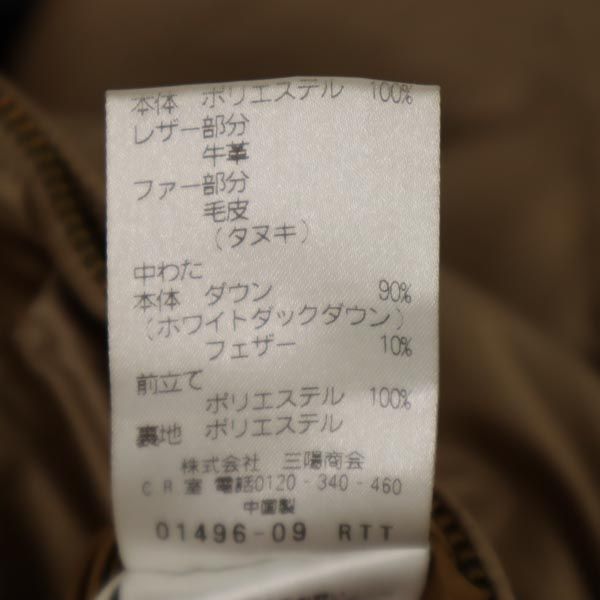 本体 ポリエステル 100%
レザー部分
牛革
ファー部分
毛皮
(タヌキ)
中わた
本体 ダウン 90%
(ホワイトダックダウン)
フェザー 10%
前立て
ポリエステル 100%
裏地 ポリエステル
株式会社 三陽商会
CR室 電話0120-340-460
中国製
01496-09 RTT